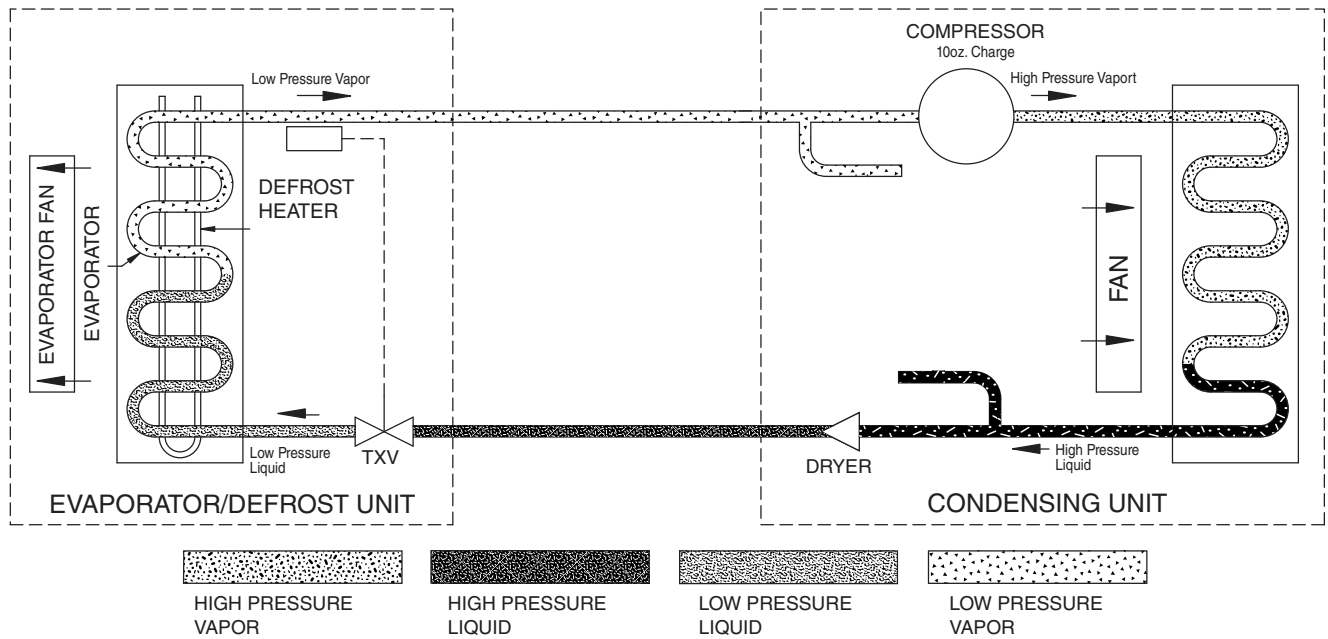 COMPRESSOR
10oz. Charge
Low Pressure Vapor
High Pressure Vaport
DEFROST
HEATER
EVAPORATOR FAN
EVAPORATOR
FAN
Low Pressure
Liquid
TXV
DRYER
High Pressure
Liquid
EVAPORATOR/DEFROST UNIT
CONDENSING UNIT
HIGH PRESSURE
VAPOR
HIGH PRESSURE
LIQUID
LOW PRESSURE
LIQUID
LOW PRESSURE
VAPOR